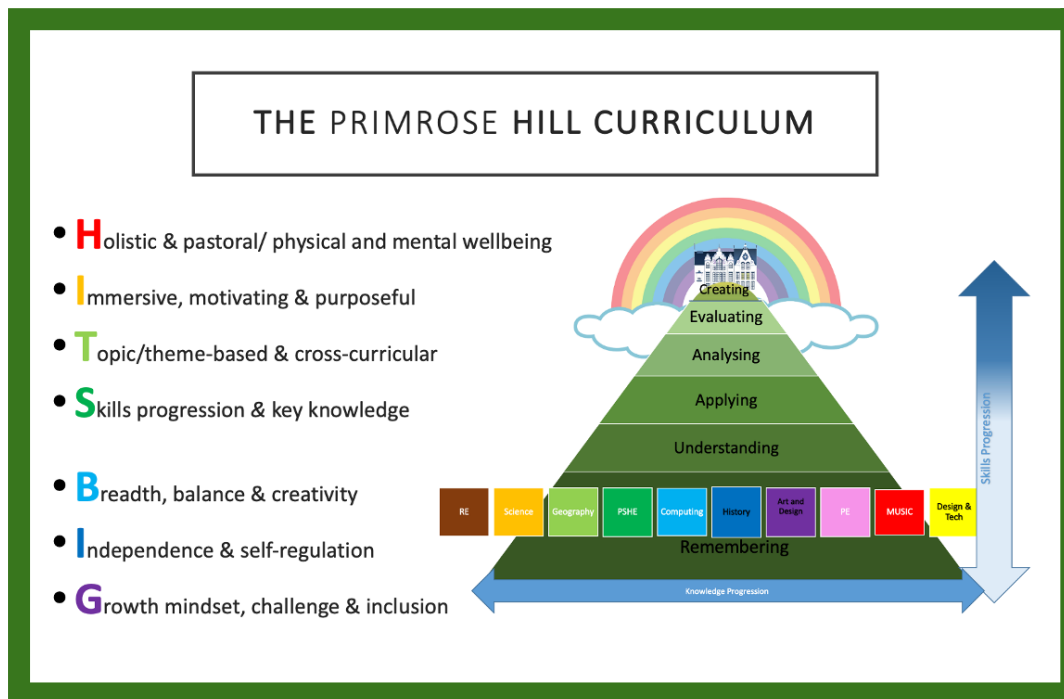 THE PRIMROSE HILL CURRICULUM
• Holistic & pastoral/ physical and mental wellbeing
• Immersive, motivating & purposeful
• Topic/theme-based & cross-curricular
• Skills progression & key knowledge
• Breadth, balance & creativity
• Independence & self-regulation
• Growth mindset, challenge & inclusion
Creating
Evaluating
Analysing
Applying
Understanding
RE
Science
Geography
PSHE
Computing
History
Art and
Design
PE
MUSIC
Design &
Tech
Remembering
Knowledge Progression
Skills Progression